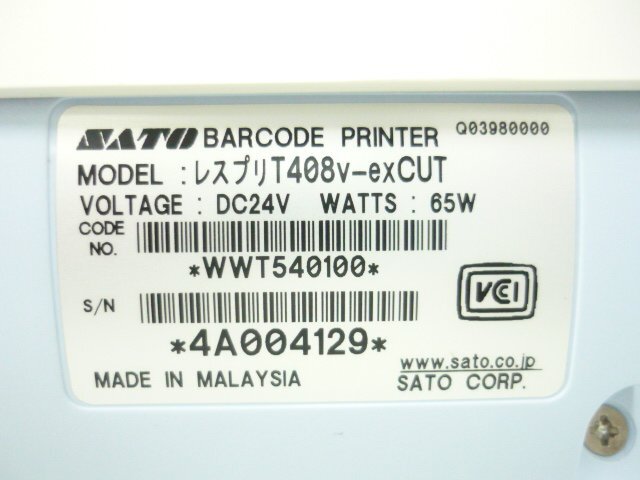 SATO BARCODE PRINTER Q03980000
MODEL : レスプリT408v-exCUT
VOLTAGE : DC24V WATTS : 65W
CODE NO.
*WWT540100*
VCCI
S/N
*4A004129*
www.sato.co.jp
MADE IN MALAYSIA SATO CORP.